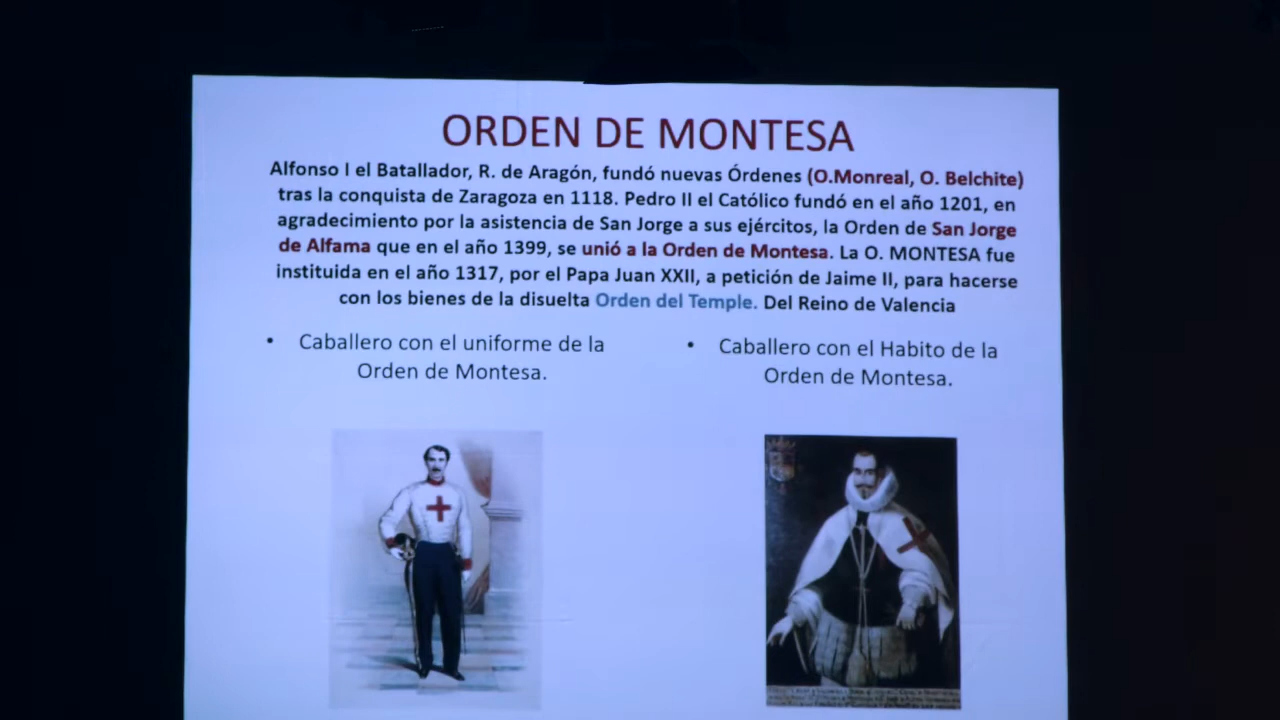 ORDEN DE MONTESA
Alfonso I el Batallador, R. de Aragón, fundó nuevas Órdenes (O.Monreal, O. Belchite)
tras la conquista de Zaragoza en 1118. Pedro II el Católico fundó en el año 1201, en
agradecimiento por la asistencia de San Jorge a sus ejércitos, la Orden de San Jorge
de Alfama que en el año 1399, se unió a la Orden de Montesa. La O. MONTESA fue
instituida en el año 1317, por el Papa Juan XXII, a petición de Jaime II, para hacerse
con los bienes de la disuelta Orden del Temple. Del Reino de Valencia
• Caballero con el uniforme de la
Orden de Montesa.
• Caballero con el Habito de la
Orden de Montesa.